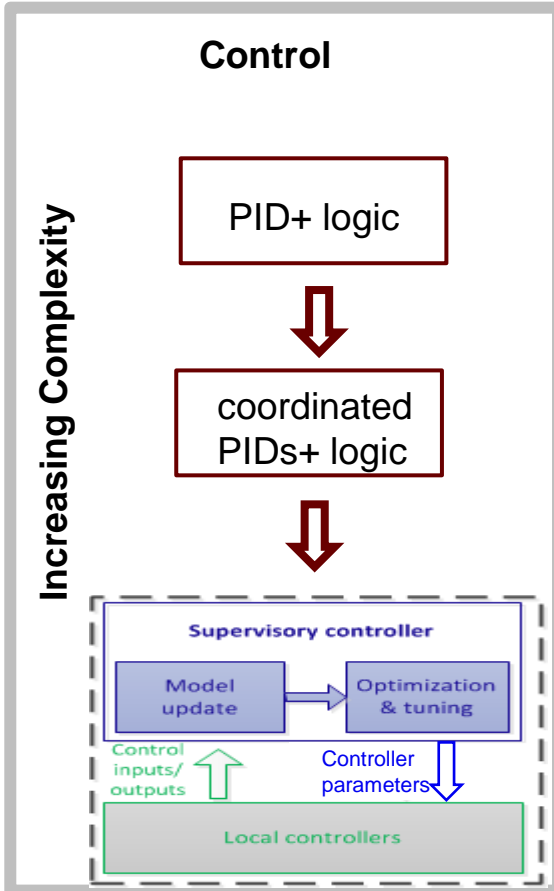 Control
Increasing Complexity
PID+ logic
coordinated
PIDs+ logic
Supervisory controller
Model
update
Optimization
& tuning
Control
inputs/
outputs
Controller
parameters
Local controllers